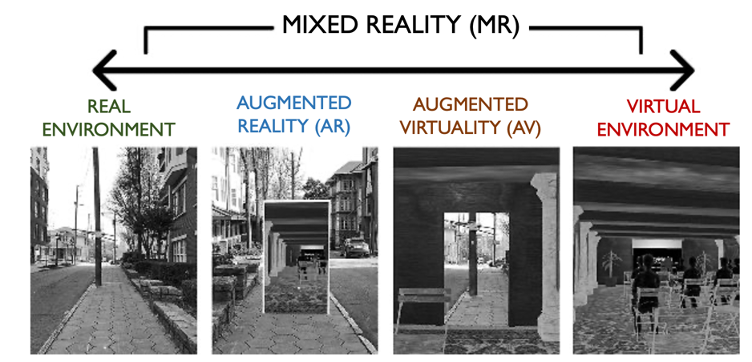 MIXED REALITY (MR)
REAL
ENVIRONMENT
AUGMENTED
REALITY (AR)
AUGMENTED
VIRTUALITY (AV)
VIRTUAL
ENVIRONMENT